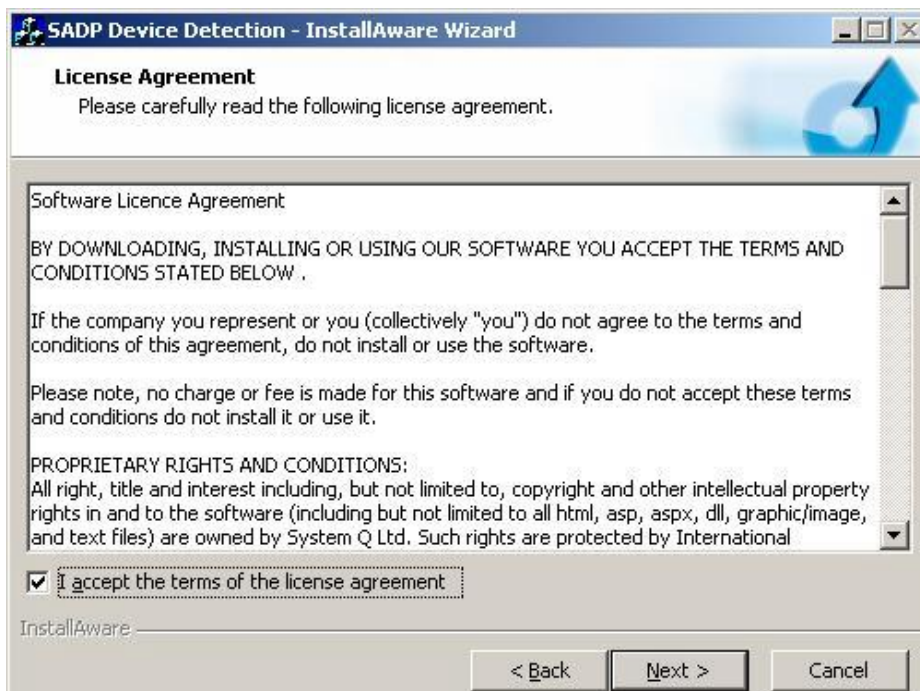 SADP Device Detection - InstallAware Wizard
License Agreement
Please carefully read the following license agreement.
Software Licence Agreement
BY DOWNLOADING, INSTALLING OR USING OUR SOFTWARE YOU ACCEPT THE TERMS AND
CONDITIONS STATED BELOW .
If the company you represent or you (collectively "you") do not agree to the terms and
conditions of this agreement, do not install or use the software.
Please note, no charge or fee is made for this software and if you do not accept these terms
and conditions do not install it or use it.
PROPRIETARY RIGHTS AND CONDITIONS:
All right, title and interest including, but not limited to, copyright and other intellectual property
rights in and to the software (including but not limited to all html, asp, aspx, dll, graphic/image,
and text files) are owned by System Q Ltd. Such rights are protected by International
I accept the terms of the license agreement
InstallAware
< Back
Next >
Cancel